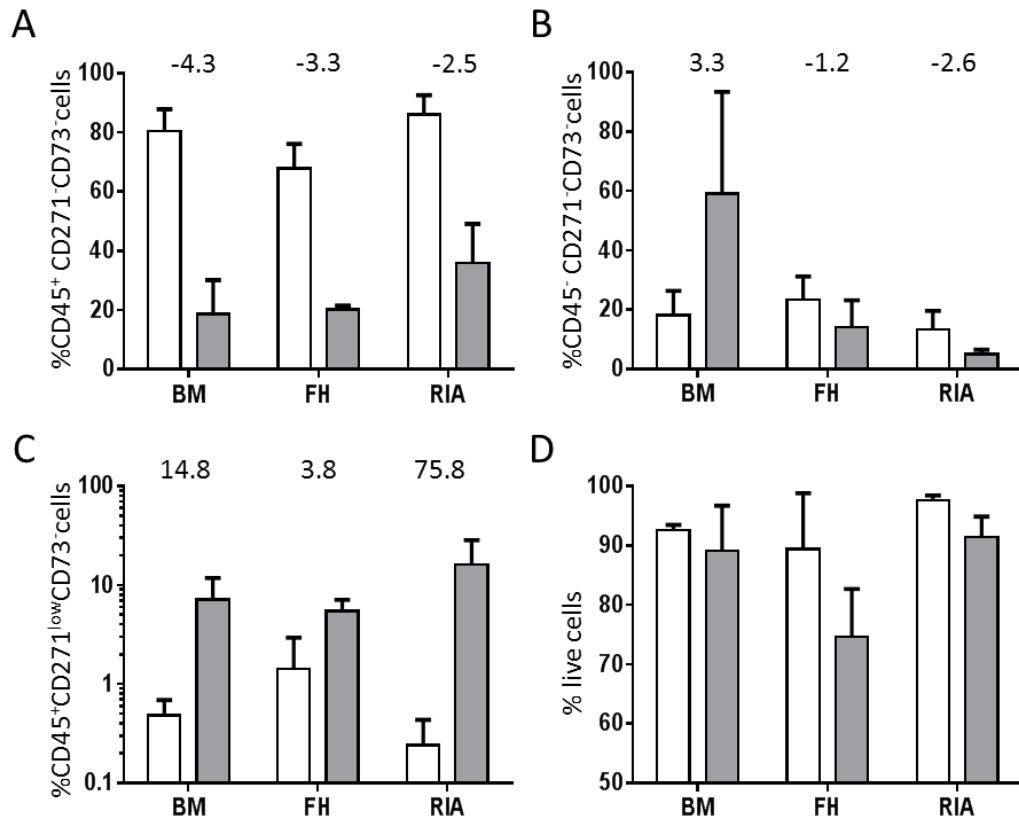 A
-4.3 -3.3 -2.5
%CD45⁺ CD271⁻CD73⁻cells
100
80
60
40
20
0
BM FH RIA
B
3.3 -1.2 -2.6
%CD45⁻ CD271⁻CD73⁻cells
100
80
60
40
20
0
BM FH RIA
C
14.8 3.8 75.8
%CD45⁺CD271ˡᵒʷCD73⁻cells
100
10
1
0.1
BM FH RIA
D
% live cells
100
90
80
70
60
50
BM FH RIA